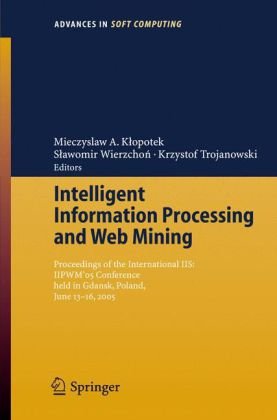 ADVANCES IN SOFT COMPUTING
Mieczyslaw A. Kłopotek
Sławomir Wierzchoń · Krzystof Trojanowski
Editors
Intelligent
Information Processing
and Web Mining
Proceedings of the International IIS:
IIPWM'05 Conference
held in Gdansk, Poland,
June 13–16, 2005
Springer